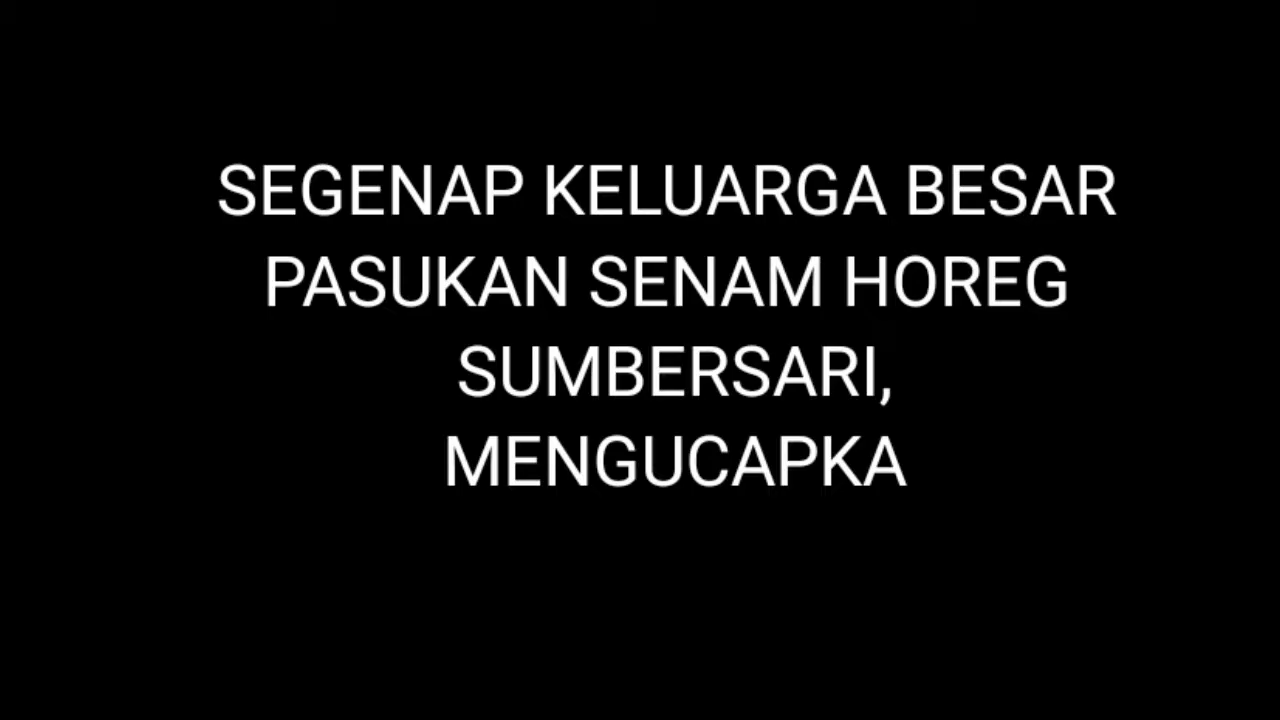 SEGENAP KELUARGA BESAR
PASUKAN SENAM HOREG
SUMBERSARI,
MENGUCAPKA